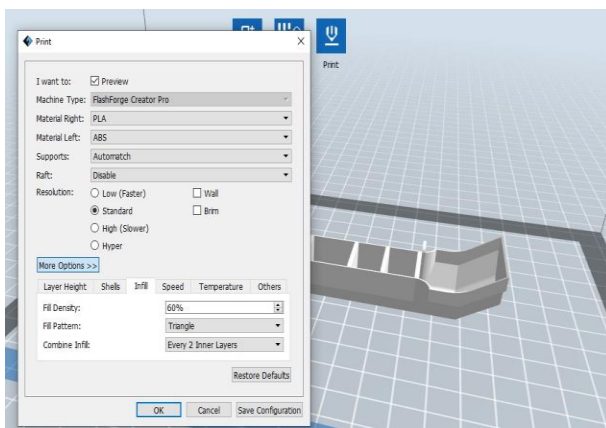 Print
Print
I want to: Preview
Machine Type: FlashForge Creator Pro
Material Right: PLA
Material Left: ABS
Supports: Automatch
Raft: Disable
Resolution: Low (Faster) Wall
Standard Brim
High (Slower)
Hyper
More Options >>
Layer Height Shells Infill Speed Temperature Others
Fill Density: 60%
Fill Pattern: Triangle
Combine Infill: Every 2 Inner Layers
Restore Defaults
OK Cancel Save Configuration